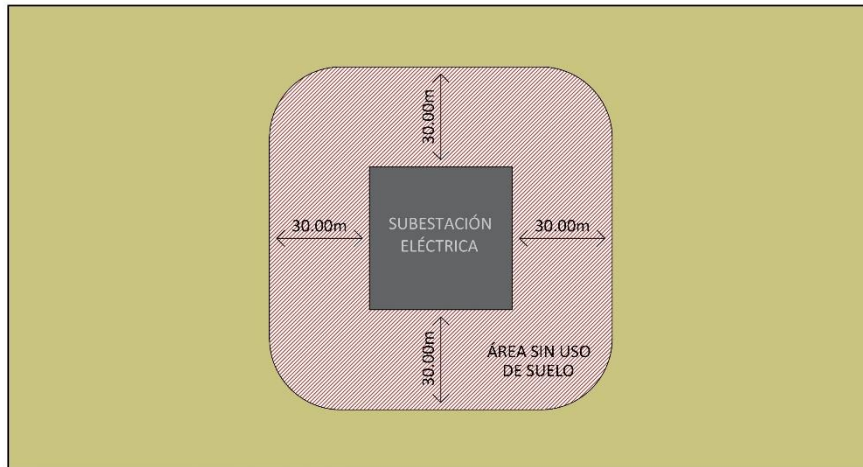 30.00m
30.00m
SUBESTACIÓN
ELÉCTRICA
30.00m
30.00m
ÁREA SIN USO
DE SUELO